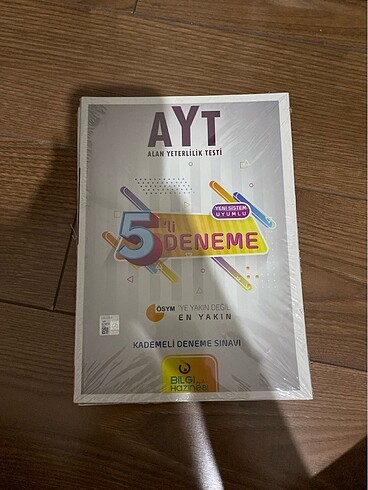 AYT
ALAN YETERLİLİK TESTİ
YENİ SİSTEM
UYUMLU
5'li
DENEME
ÖSYM 'YE YAKIN DEĞİL
EN YAKIN
KADEMELİ DENEME SINAVI
BİLGİ
HAZİNESİ